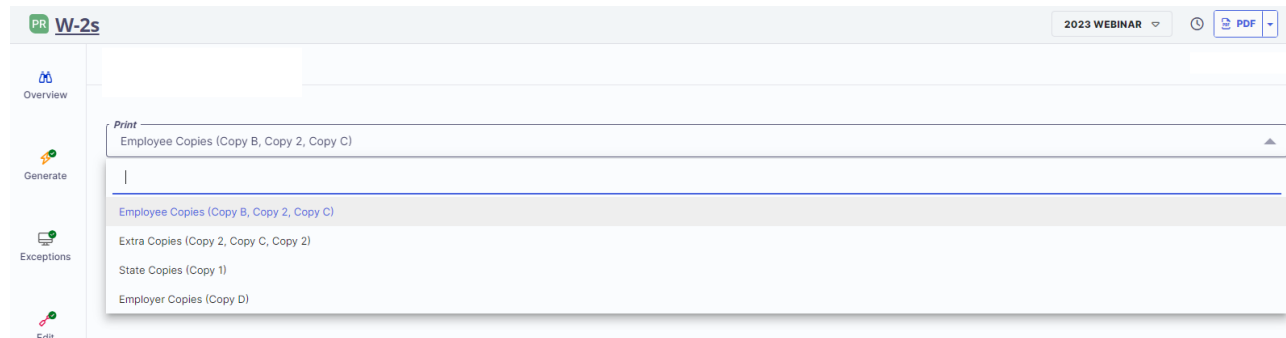 PR W-2s
2023 WEBINAR
PDF
Overview
Print
Employee Copies (Copy B, Copy 2, Copy C)
Generate
Employee Copies (Copy B, Copy 2, Copy C)
Extra Copies (Copy 2, Copy C, Copy 2)
Exceptions
State Copies (Copy 1)
Employer Copies (Copy D)
Edit